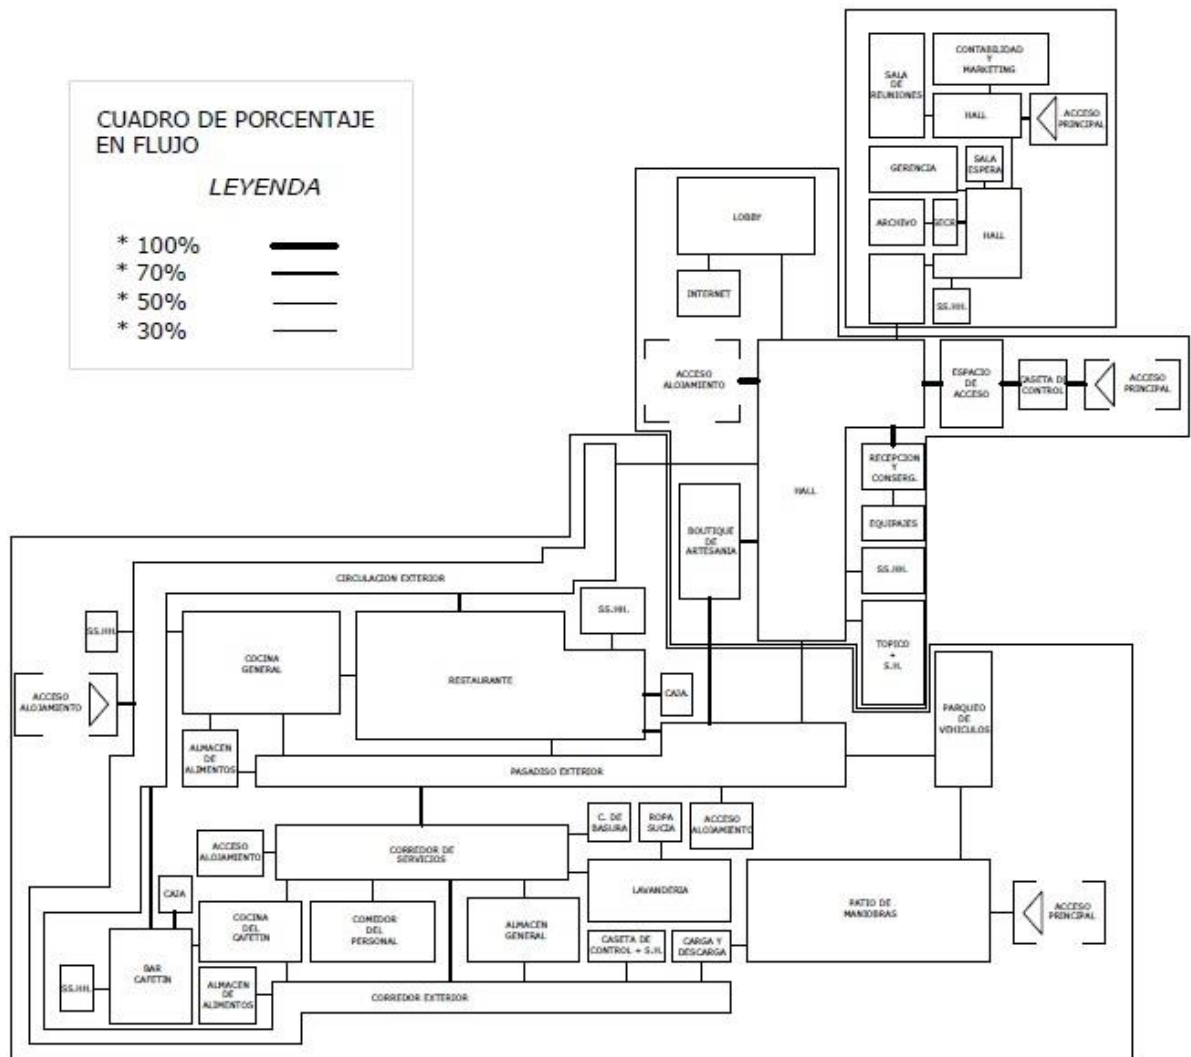 CUADRO DE PORCENTAJE
EN FLUJO
LEYENDA
* 100%
* 70%
* 50%
* 30%
SALA
DE
REUNIONES
CONTABILIDAD
Y
MARKETING
HALL
ACCESO
PRINCIPAL
GERENCIA
SALA
ESPERA
ARCHIVO
SECR.
HALL
SS.HH.
LOBBY
INTERNET
ACCESO
ALOJAMIENTO
ESPACIO
DE
ACCESO
CASETA DE
CONTROL
ACCESO
PRINCIPAL
HALL
RECEPCION
Y
CONSERG.
EQUIPAJES
SS.HH.
TOPICO
+
S.H.
BOUTIQUE
DE
ARTESANIA
CIRCULACION EXTERIOR
SS.HH.
SS.HH.
ACCESO
ALOJAMIENTO
COCINA
GENERAL
RESTAURANTE
CAJA
PARQUEO
DE
VEHICULOS
ALMACEN
DE
ALIMENTOS
PASADISO EXTERIOR
C. DE
BASURA
ROPA
SUCIA
ACCESO
ALOJAMIENTO
ACCESO
ALOJAMIENTO
CORREDOR DE
SERVICIOS
LAVANDERIA
PATIO DE
MANIOBRAS
ACCESO
PRINCIPAL
CAJA
COCINA
DEL
CAFETIN
COMEDOR
DEL
PERSONAL
ALMACEN
GENERAL
CASETA DE
CONTROL + S.H.
CARGA Y
DESCARGA
BAR
CAFETIN
SS.HH.
ALMACEN
DE
ALIMENTOS
CORREDOR EXTERIOR